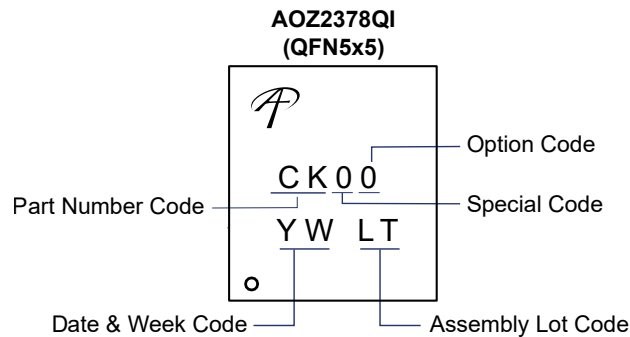 AOZ2378QI
(QFN5x5)
Option Code
CK00
Part Number Code
Special Code
YW LT
Date & Week Code
Assembly Lot Code